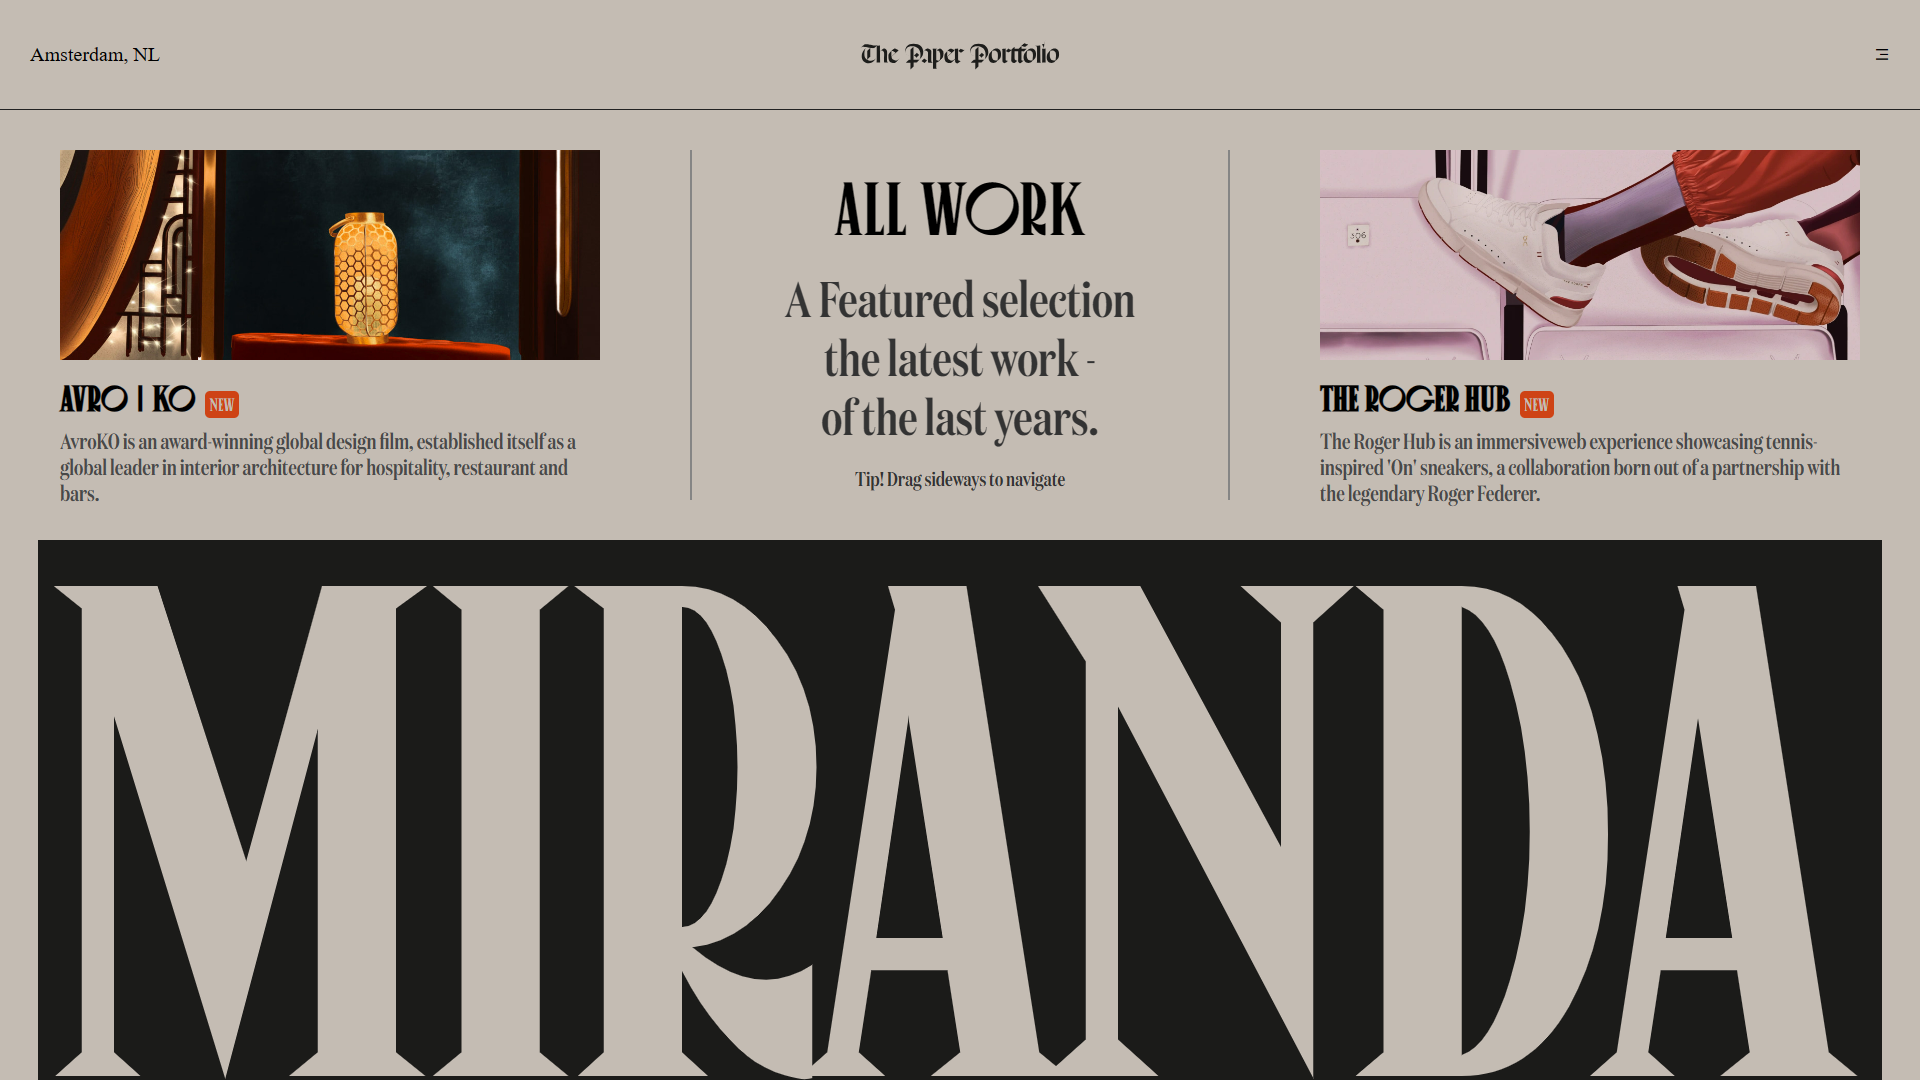 Amsterdam, NL
The Paper Portfolio
AVRO | KO NEW
AvroKO is an award-winning global design film, established itself as a
global leader in interior architecture for hospitality, restaurant and
bars.
ALL WORK
A Featured selection
the latest work -
of the last years.
Tip! Drag sideways to navigate
306
THE ROGER HUB NEW
The Roger Hub is an immersiveweb experience showcasing tennis-
inspired 'On' sneakers, a collaboration born out of a partnership with
the legendary Roger Federer.
MIRANDA